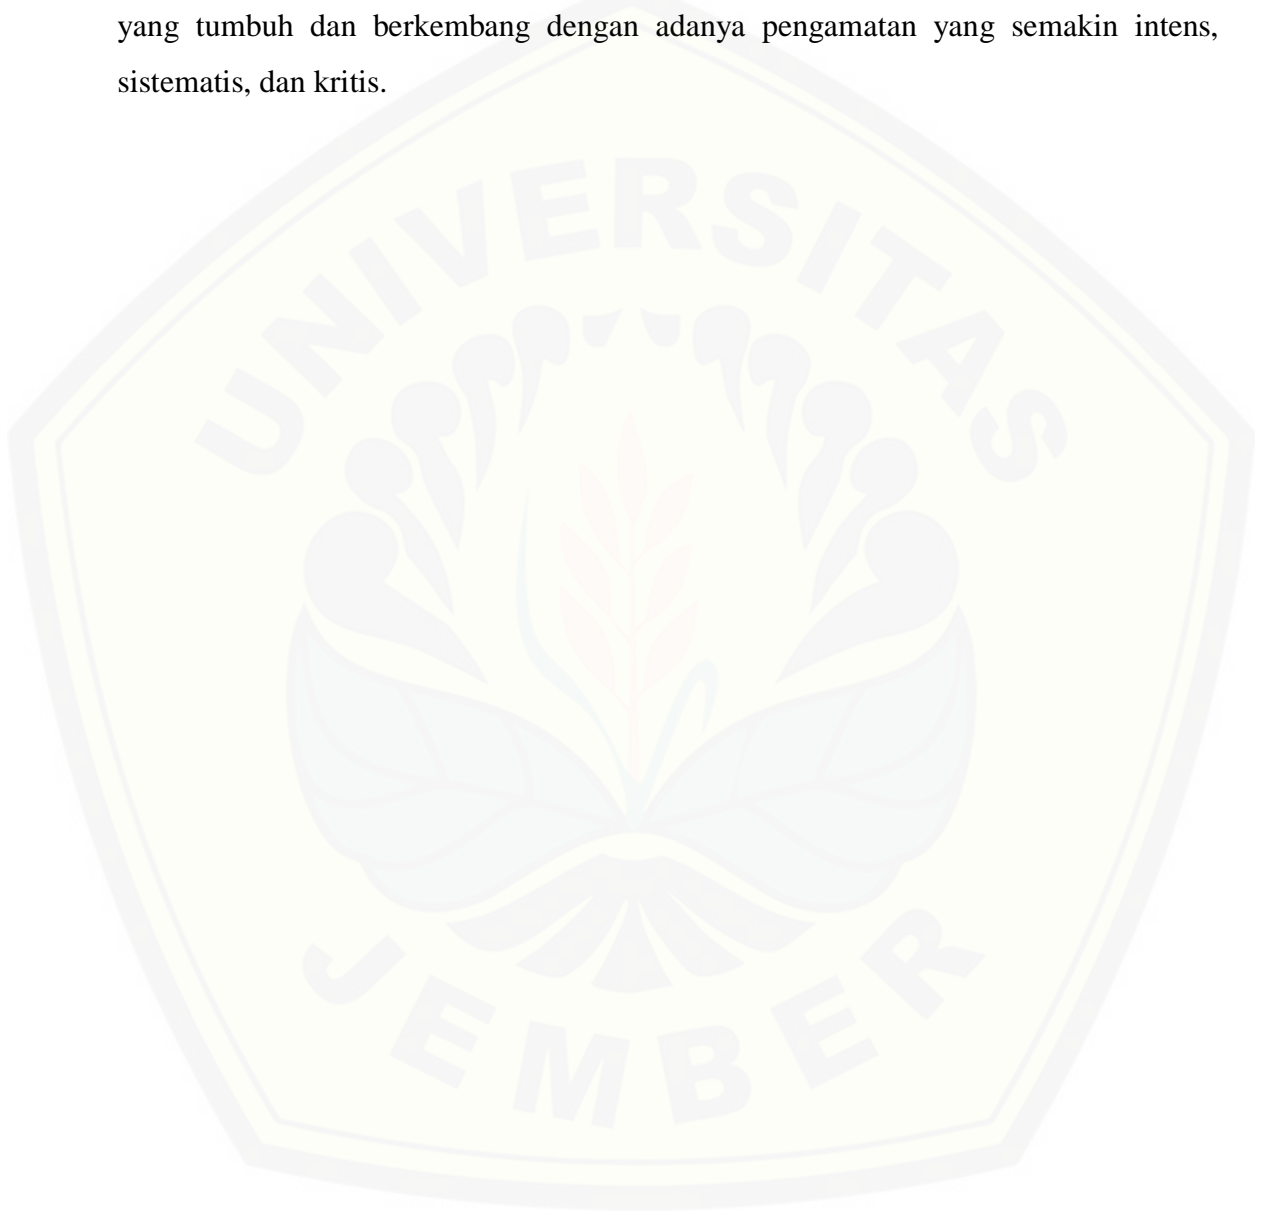 yang tumbuh dan berkembang dengan adanya pengamatan yang semakin intens,
sistematis, dan kritis.
UNIVERSITAS
JEMBER